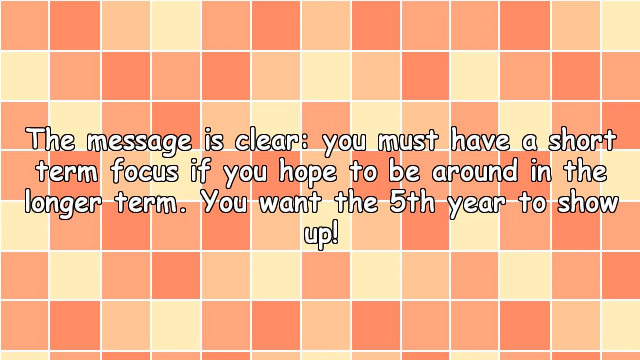 The message is clear: you must have a short
term focus if you hope to be around in the
longer term. You want the 5th year to show
up!